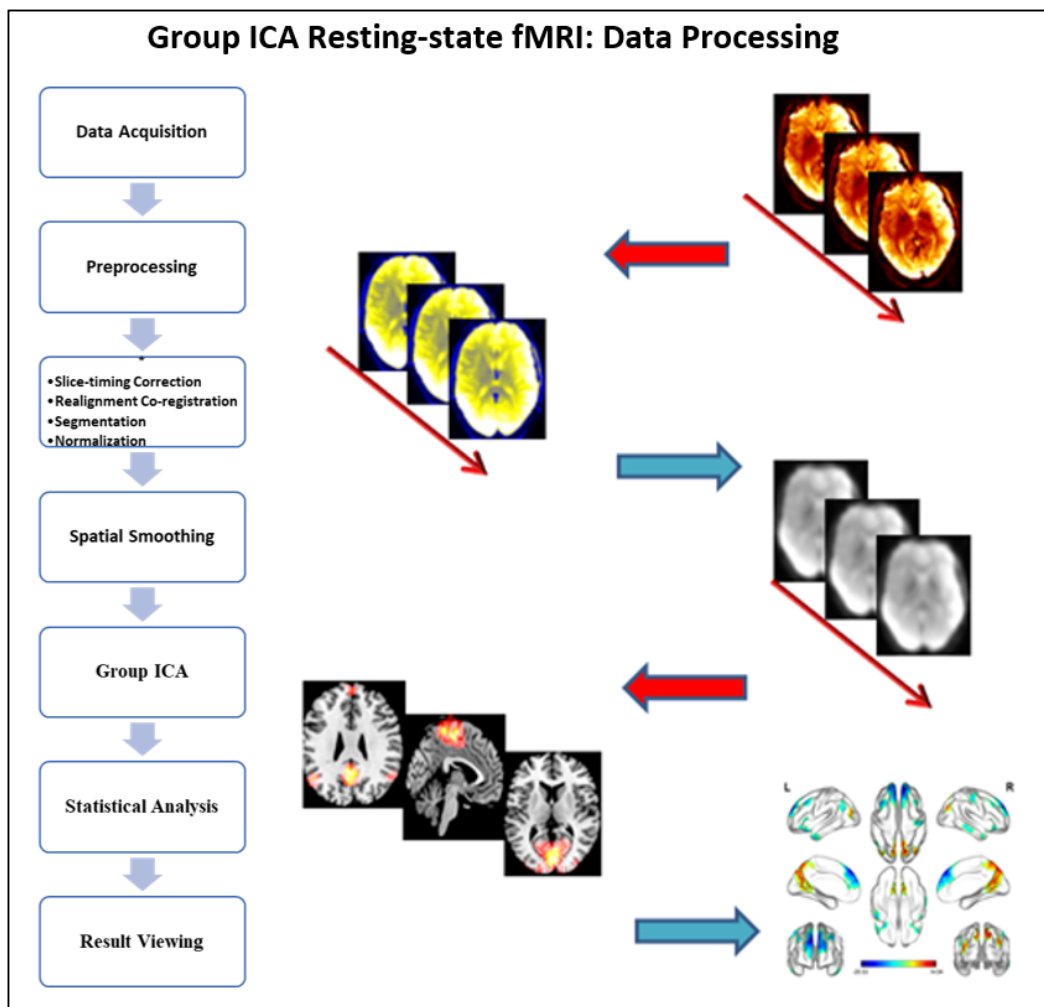 Group ICA Resting-state fMRI: Data Processing
Data Acquisition
Preprocessing
•Slice-timing Correction
•Realignment Co-registration
•Segmentation
•Normalization
Spatial Smoothing
Group ICA
Statistical Analysis
Result Viewing
L
R